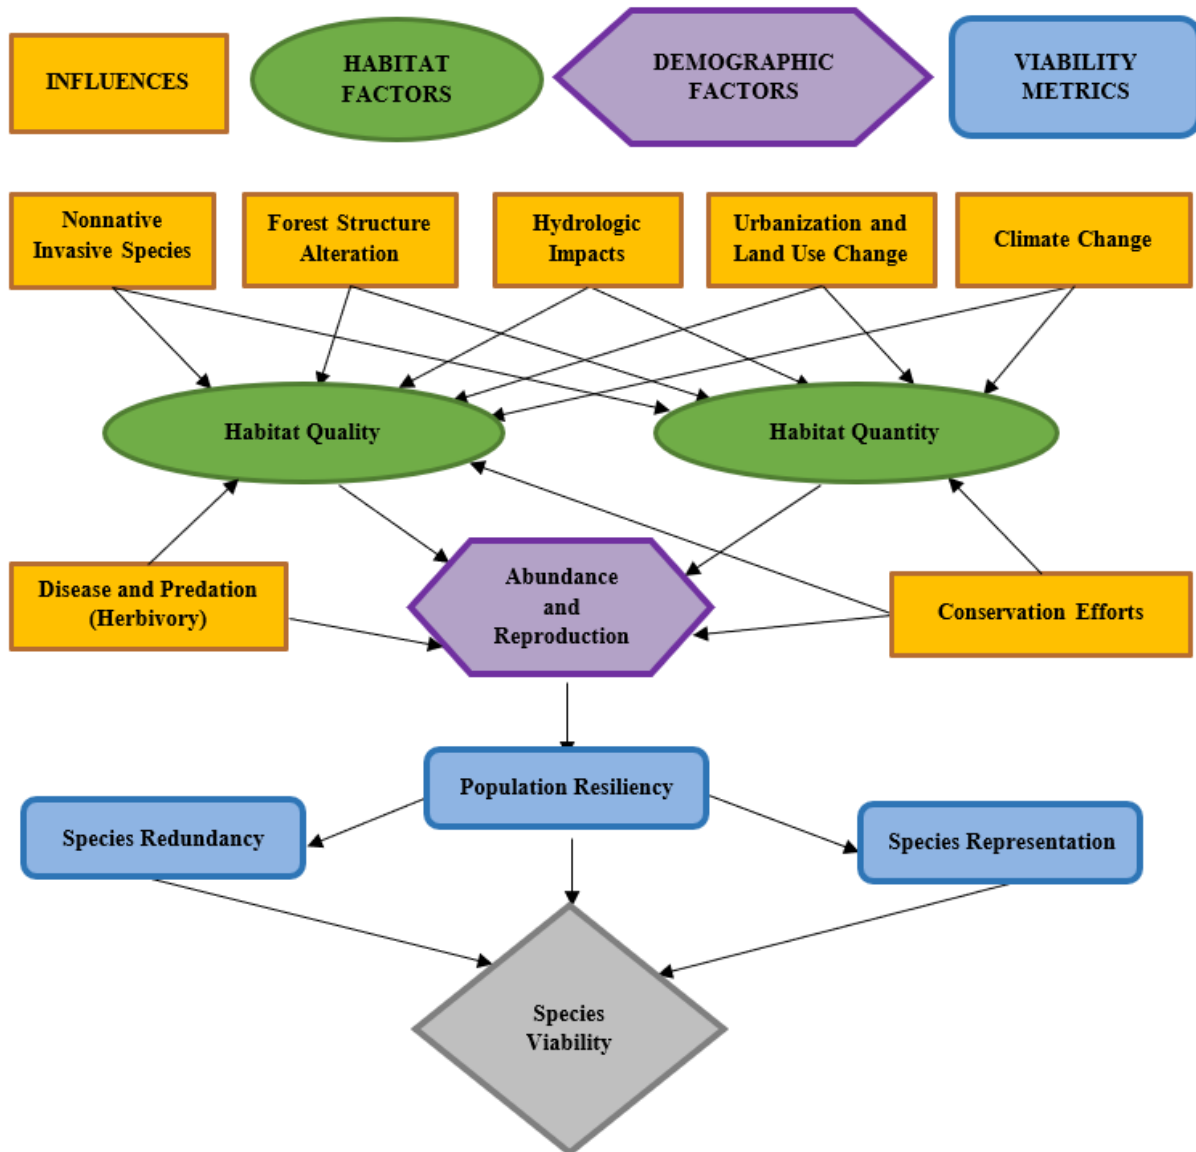 INFLUENCES
HABITAT
FACTORS
DEMOGRAPHIC
FACTORS
VIABILITY
METRICS
Nonnative
Invasive Species
Forest Structure
Alteration
Hydrologic
Impacts
Urbanization and
Land Use Change
Climate Change
Habitat Quality
Habitat Quantity
Disease and Predation
(Herbivory)
Abundance
and
Reproduction
Conservation Efforts
Population Resiliency
Species Redundancy
Species Representation
Species
Viability